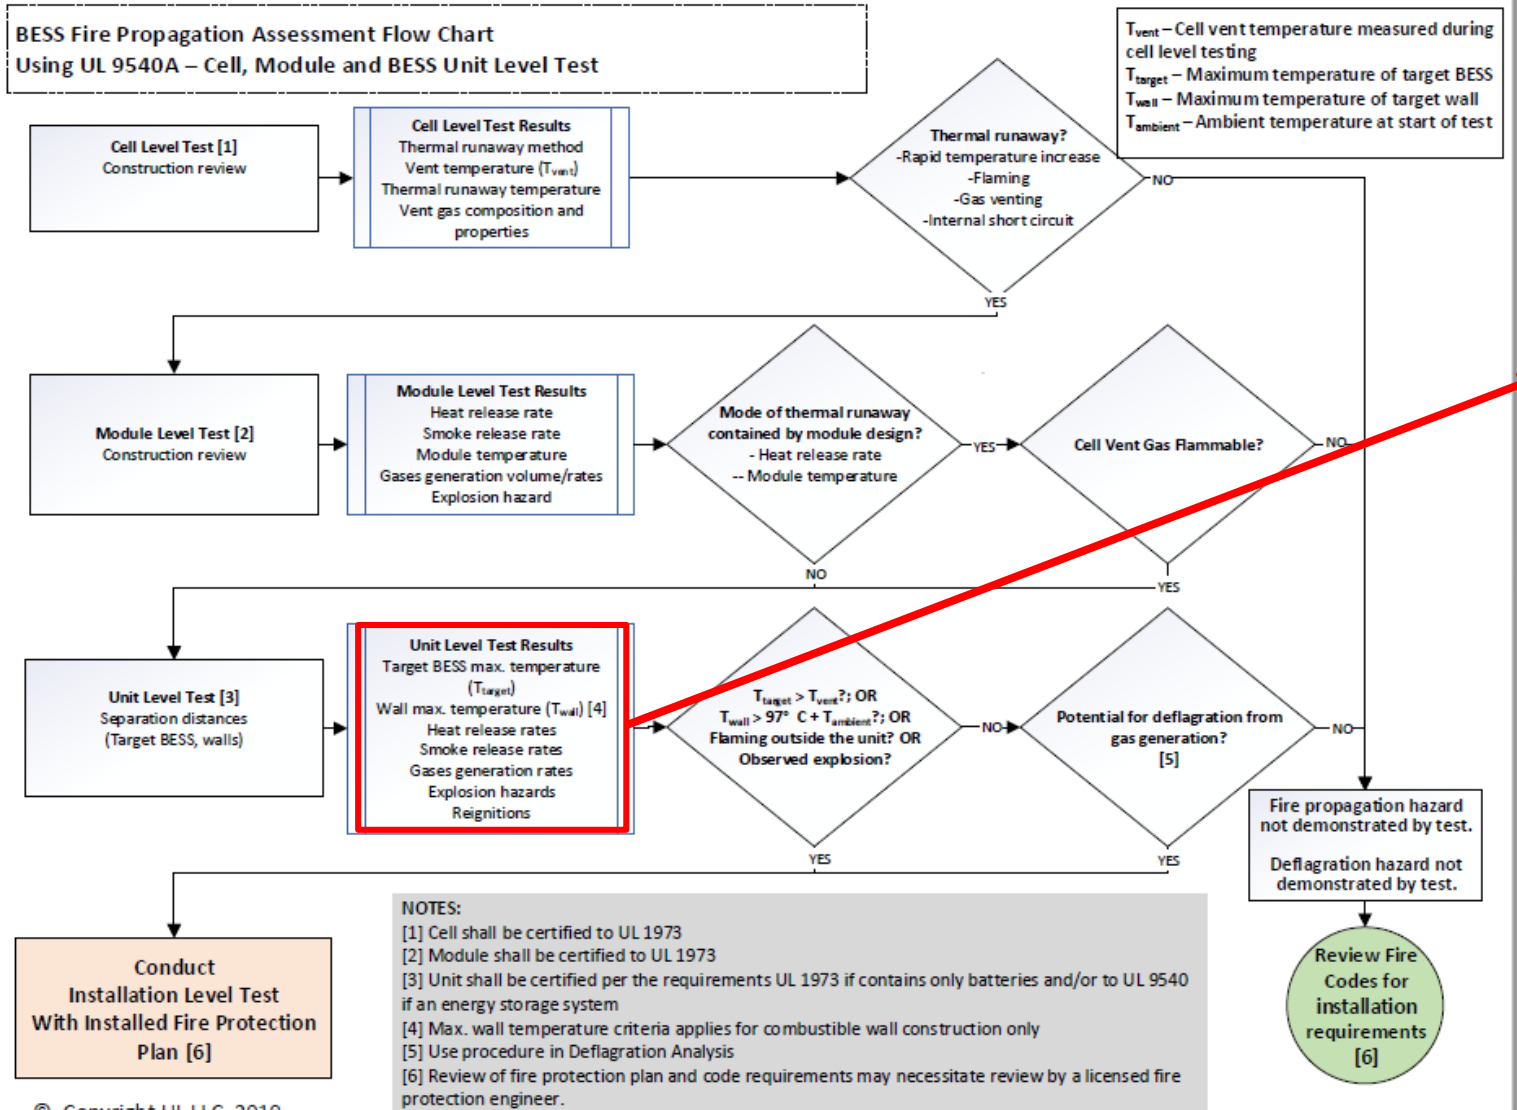 BESS Fire Propagation Assessment Flow Chart
Using UL 9540A – Cell, Module and BESS Unit Level Test
Tvent – Cell vent temperature measured during
cell level testing
Ttarget – Maximum temperature of target BESS
Twall – Maximum temperature of target wall
Tambient – Ambient temperature at start of test
Cell Level Test [1]
Construction review
Cell Level Test Results
Thermal runaway method
Vent temperature (Tvent)
Thermal runaway temperature
Vent gas composition and
properties
Thermal runaway?
-Rapid temperature increase
-Flaming
-Gas venting
-Internal short circuit
NO
YES
Module Level Test [2]
Construction review
Module Level Test Results
Heat release rate
Smoke release rate
Module temperature
Gases generation volume/rates
Explosion hazard
Mode of thermal runaway
contained by module design?
- Heat release rate
-- Module temperature
YES
Cell Vent Gas Flammable?
NO
NO
YES
Unit Level Test [3]
Separation distances
(Target BESS, walls)
Unit Level Test Results
Target BESS max. temperature
(Ttarget)
Wall max. temperature (Twall) [4]
Heat release rates
Smoke release rates
Gases generation rates
Explosion hazards
Reignitions
Ttarget > Tvent?; OR
Twall > 97° C + Tambient?; OR
Flaming outside the unit? OR
Observed explosion?
NO
Potential for deflagration from
gas generation?
[5]
NO
YES
YES
Fire propagation hazard
not demonstrated by test.
Deflagration hazard not
demonstrated by test.
Conduct
Installation Level Test
With Installed Fire Protection
Plan [6]
NOTES:
[1] Cell shall be certified to UL 1973
[2] Module shall be certified to UL 1973
[3] Unit shall be certified per the requirements UL 1973 if contains only batteries and/or to UL 9540
if an energy storage system
[4] Max. wall temperature criteria applies for combustible wall construction only
[5] Use procedure in Deflagration Analysis
[6] Review of fire protection plan and code requirements may necessitate review by a licensed fire
protection engineer.
Review Fire
Codes for
installation
requirements
[6]
© Copyright UL LLC 2019